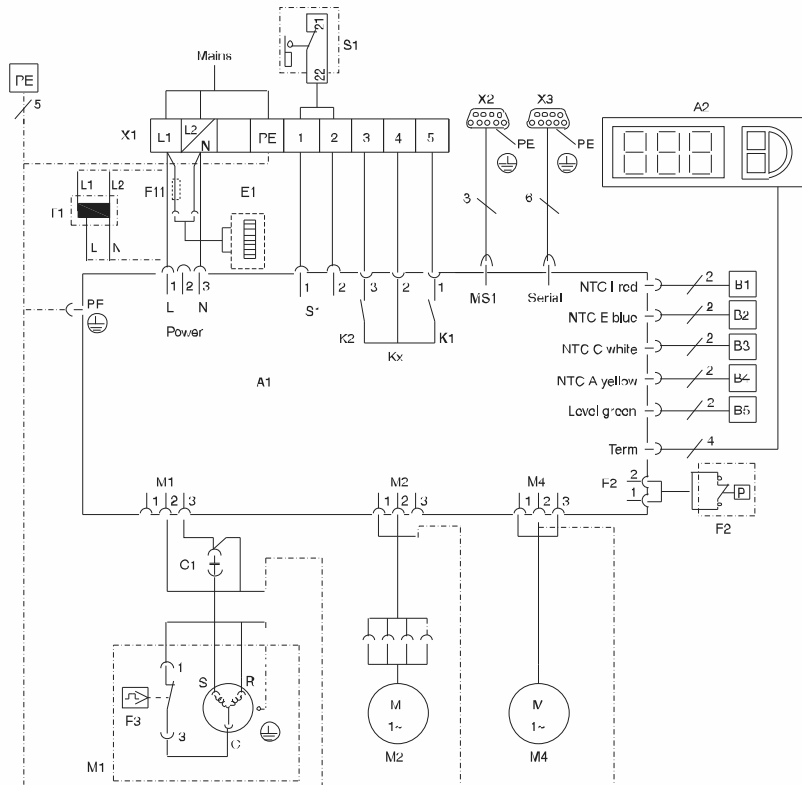 21
S1
22
Mains
PE
5
X2
X3
A2
X1
L1
L2
N
PE
1
2
3
4
5
PE
PE
L1
L2
F11
E1
T1
3
6
L
N
1
2
3
1
2
3
2
1
L
N
S1
MS1
Serial
Power
PE
K2
K1
Kx
NTC I red
2
B1
NTC E blue
2
B2
NTC C white
2
B3
NTC A yellow
2
B4
Level green
2
B5
Term
4
A1
F2
2
1
P
F2
M1
1
2
3
M2
1
2
3
M4
1
2
3
C1
1
S
R
F3
3
C
M1
M
1~
M2
M
1~
M4